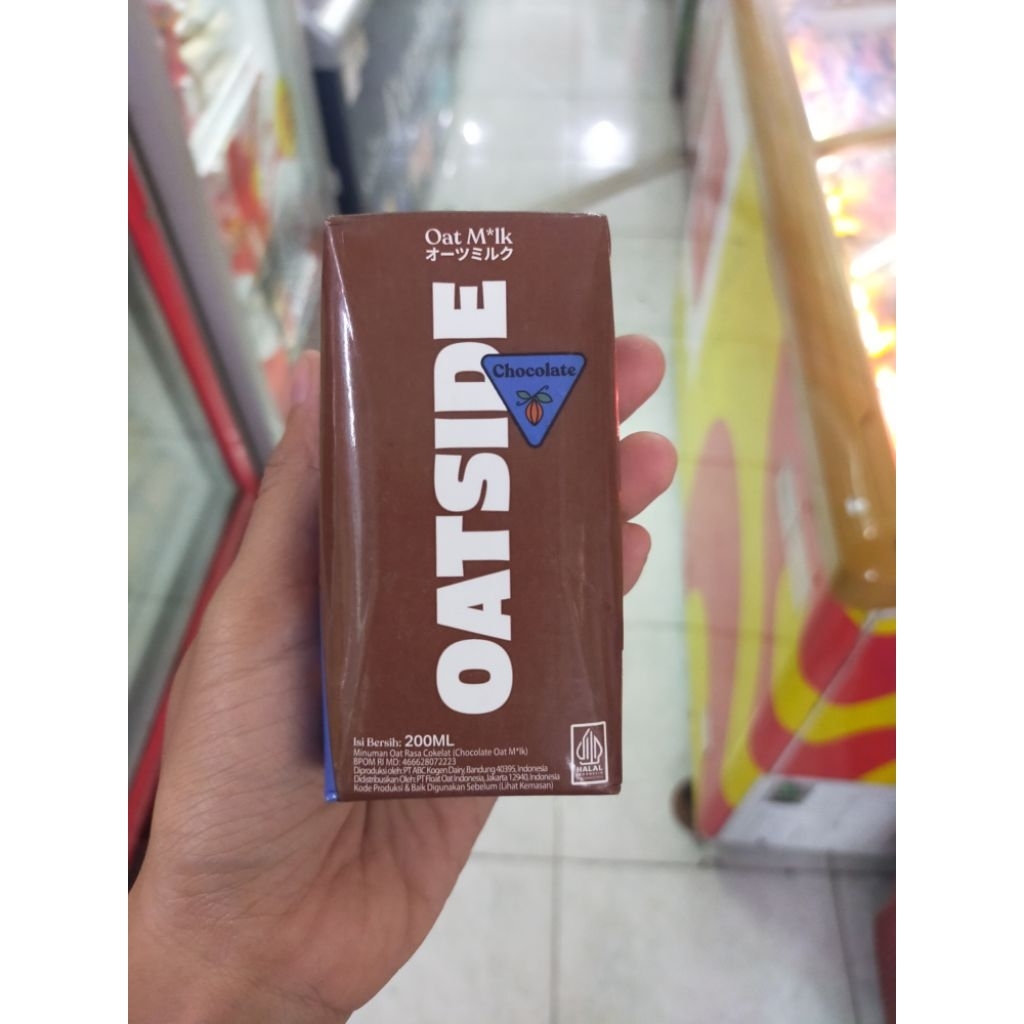 Oat M*lk
オーツミルク
OATSIDE
Chocolate
Isi Bersih: 200ML
Minuman Oat Rasa Cokelat (Chocolate Oat M*lk)
BPOM RI MD: 466628072223
Diproduksi oleh: PT ABC Kogen Dairy, Bandung 40395, Indonesia
Didistribusikan Oleh: PT Float Oat Indonesia, Jakarta 12940, Indonesia
Kode Produksi & Baik Digunakan Sebelum (Lihat Kemasan)
HALAL
INDONESIA